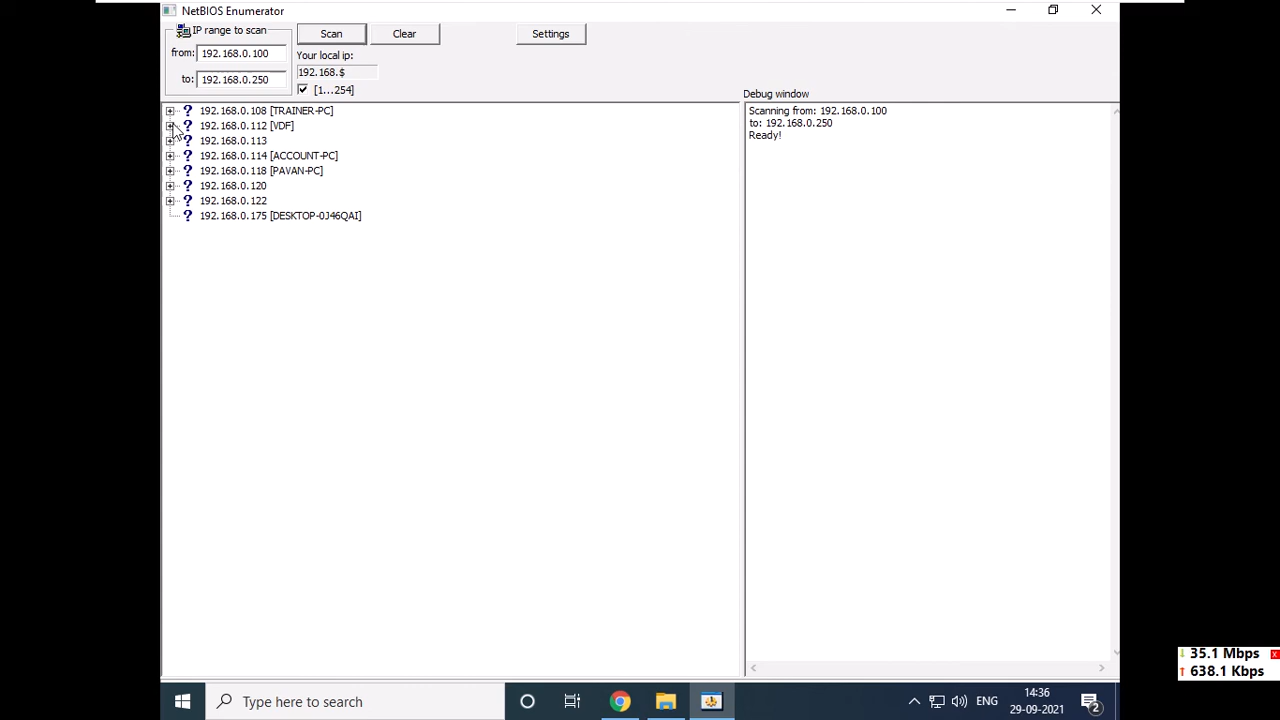 NetBIOS Enumerator
IP range to scan
from: 192.168.0.100
to: 192.168.0.250
Scan
Clear
Settings
Your local ip:
192.168.$
[1...254]
Debug window
192.168.0.108 [TRAINER-PC]
192.168.0.112 [VDF]
192.168.0.113
192.168.0.114 [ACCOUNT-PC]
192.168.0.118 [PAVAN-PC]
192.168.0.120
192.168.0.122
192.168.0.175 [DESKTOP-0J46QAI]
Scanning from: 192.168.0.100
to: 192.168.0.250
Ready!
35.1 Mbps
638.1 Kbps
Type here to search
ENG
14:36
29-09-2021
2